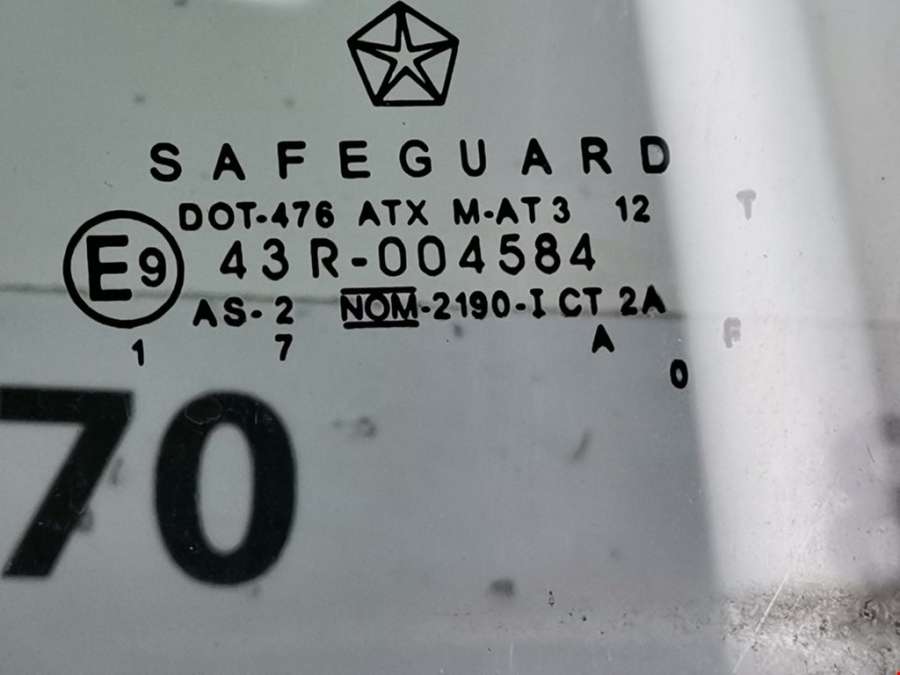 SAFEGUARD
DOT-476 ATX M-AT3 12 T
E9 43R-004584
AS-2 NOM-2190-I CT 2A
1 7 A F
0
70